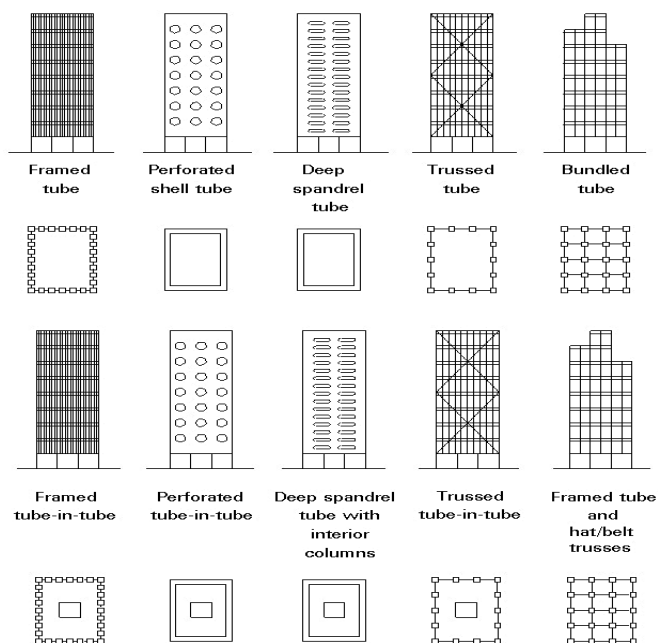 Framed
tube
Perforated
shell tube
Deep
spandrel
tube
Trussed
tube
Bundled
tube
Framed
tube-in-tube
Perforated
tube-in-tube
Deep spandrel
tube with
interior
columns
Trussed
tube-in-tube
Framed tube
and
hat/belt
trusses